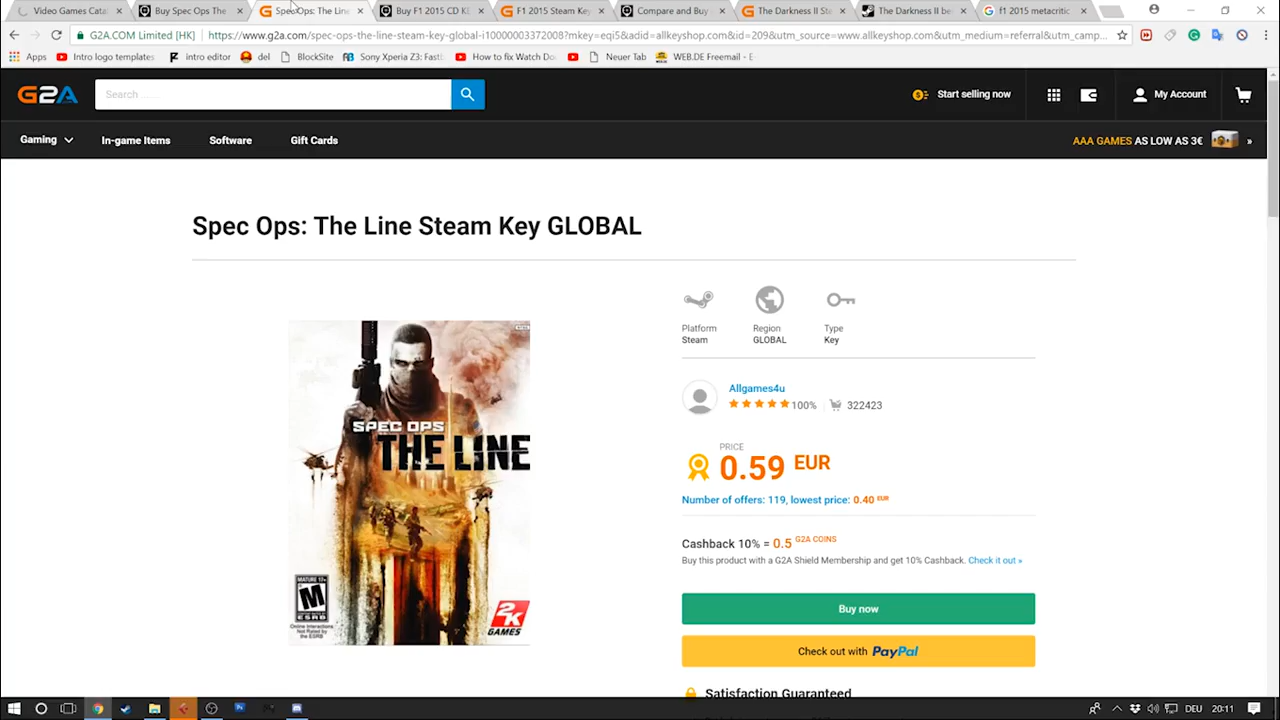 Video Games Catal
Buy Spec Ops The
SpecOps: The Line
Buy F1 2015 CD KE
F1 2015 Steam Key
Compare and Buy
The Darkness II Ste
The Darkness II be
f1 2015 metacritic
G2A.COM Limited [HK]
https://www.g2a.com/spec-ops-the-line-steam-key-global-i10000003372008?mkey=eqi5&adid=allkeyshop.com&id=209&utm_source=www.allkeyshop.com&utm_medium=referral&utm_camp...
Apps
Intro logo templates
intro editor
del
BlockSite
Sony Xperia Z3: Fast
How to fix Watch Do
Neuer Tab
WEB.DE Freemail - E
G2A
Search ......
Start selling now
My Account
Gaming
In-game Items
Software
Gift Cards
AAA GAMES AS LOW AS 3€ »
Spec Ops: The Line Steam Key GLOBAL
Platform
Steam
Region
GLOBAL
Type
Key
Allgames4u
100%
322423
PRICE
0.59 EUR
Number of offers: 119, lowest price: 0.40 EUR
Cashback 10% = 0.5 G2A COINS
Buy this product with a G2A Shield Membership and get 10% Cashback. Check it out »
Buy now
Check out with PayPal
Satisfaction Guaranteed
SPEC OPS
THE LINE
MATURE 17+
M
ESRB
Online Interactions
Not Rated by
the ESRB
2K
GAMES
DEU
20:11